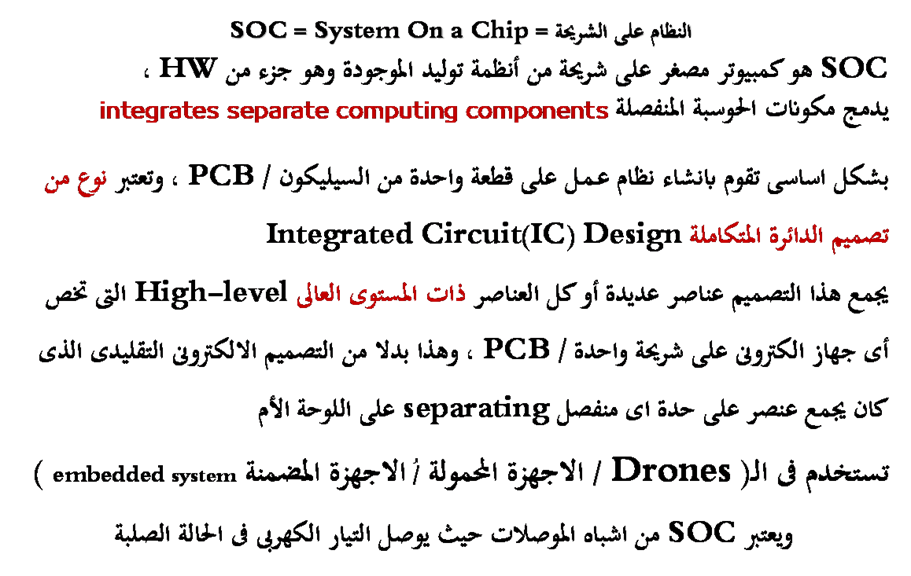 SOC = System On a Chip = النظام على الشريحة
SOC هو كمبيوتر مصغر على شريحة من أنظمة توليد الموجودة وهو جزء من HW ،
يدمج مكونات الحوسبة المنفصلة integrates separate computing components
بشكل اساسى تقوم بانشاء نظام عمل على قطعة واحدة من السيليكون / PCB ، وتعتبر نوع من
تصميم الدائرة المتكاملة Integrated Circuit(IC) Design
يجمع هذا التصميم عناصر عديدة أو كل العناصر ذات المستوى العالى High-level التى تخص
أى جهاز الكترونى على شريحة واحدة / PCB ، وهذا بدلا من التصميم الالكترونى التقليدى الذى
كان يجمع عنصر على حدة اى منفصل separating على اللوحة الأم
تستخدم فى الـ( Drones / الاجهزة المحمولة / الاجهزة المضمنة embedded system )
ويعتبر SOC من اشباه الموصلات حيث يوصل التيار الكهربى فى الحالة الصلبة